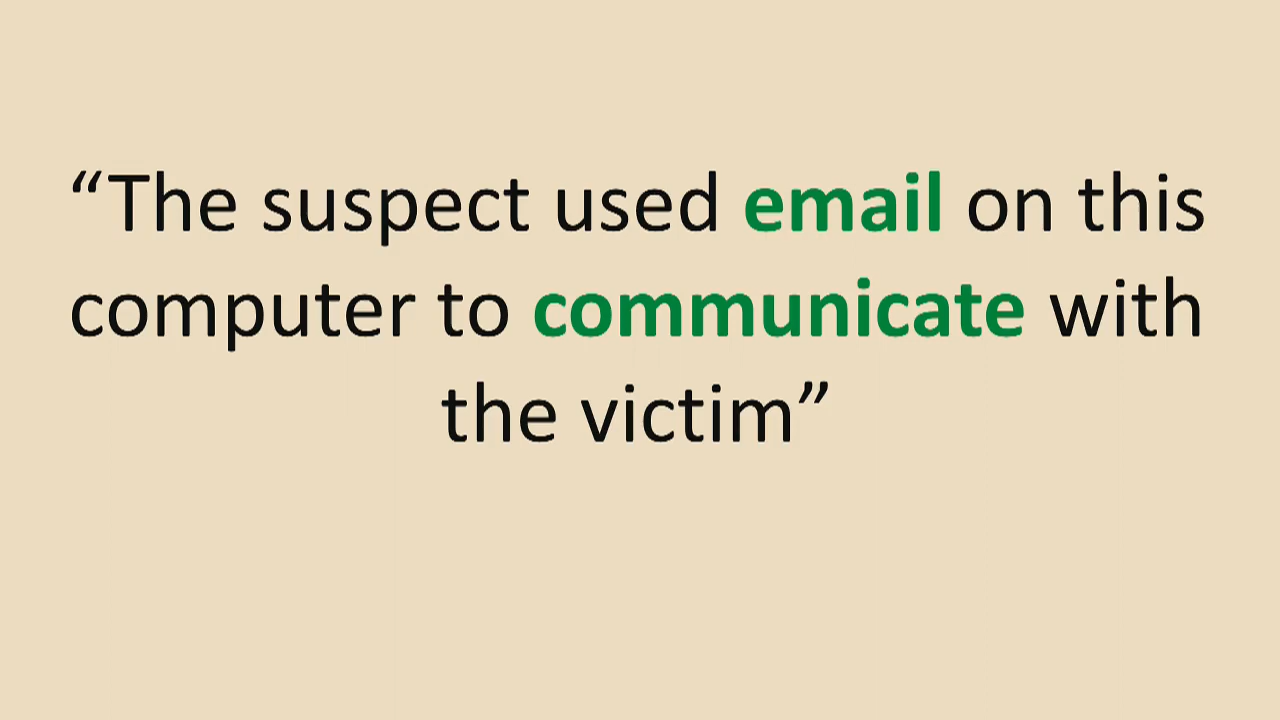 “The suspect used email on this
computer to communicate with
the victim”